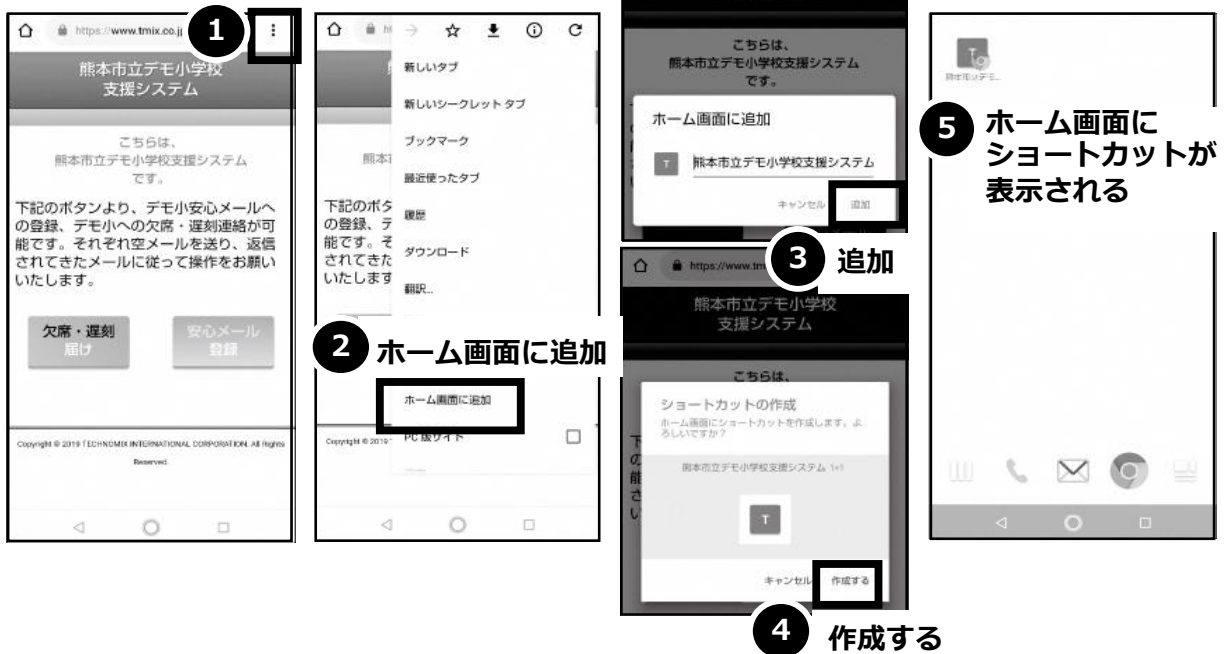 1
https://www.tmix.co.j
熊本市立デモ小学校
支援システム
こちらは、
熊本市立デモ小学校支援システム
です。
下記のボタンより、デモ小安心メールへ
の登録、デモ小への欠席・遅刻連絡が可
能です。それぞれ空メールを送り、返信
されてきたメールに従って操作をお願い
いたします。
欠席・遅刻
届け
安心メール
登録
Copyright © 2019 TECHNOMIX INTERNATIONAL CORPORATION. All Rights
Reserved.
新しいタブ
新しいシークレット タブ
ブックマーク
最近使ったタブ
履歴
ダウンロード
翻訳...
熊本
下記のボタ
の登録、デ
能です。そ
されてきた
いたします
2 ホーム画面に追加
ホーム画面に追加
PC 版サイト
Copyright © 2019
こちらは、
熊本市立デモ小学校支援システム
です。
ホーム画面に追加
T
熊本市立デモ小学校支援システム
キャンセル 追加
3 追加
https://www.tm
熊本市立デモ小学校
支援システム
こちらは、
ショートカットの作成
ホーム画面にショートカットを作成します。よ
ろしいですか？
熊本市立デモ小学校支援システム 1×1
T
キャンセル 作成する
4 作成する
T
熊本市立デモ...
5 ホーム画面に
ショートカットが
表示される